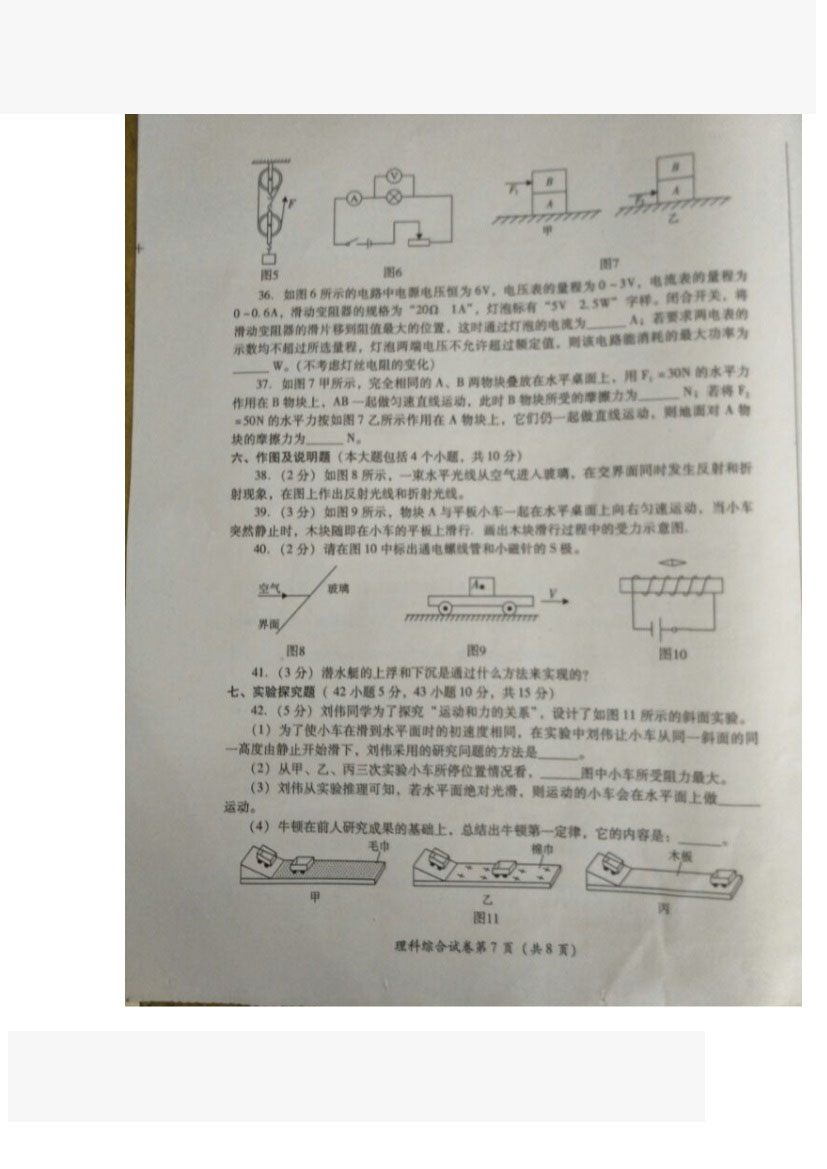 V
A
F
B
A
F₁
B
A
F₂
甲
乙
图5
图6
图7
36. 如图6所示的电路中电源电压恒为6V, 电压表的量程为0~3V, 电流表的量程为
0~0.6A, 滑动变阻器的规格为“20Ω 1A”, 灯泡标有“5V 2.5W”字样。闭合开关, 将
滑动变阻器的滑片移到阻值最大的位置, 这时通过灯泡的电流为______A; 若要求两电表的
示数均不超过所选量程, 灯泡两端电压不允许超过额定值, 则该电路能消耗的最大功率为
______W。(不考虑灯丝电阻的变化)
37. 如图7甲所示, 完全相同的A、B两物块叠放在水平桌面上, 用F₁=30N的水平力
作用在B物块上, AB一起做匀速直线运动, 此时B物块所受的摩擦力为______N; 若将F₂
=50N的水平力按如图7乙所示作用在A物块上, 它们仍一起做直线运动, 则地面对A物
块的摩擦力为______N。
六、作图及说明题(本大题包括4个小题, 共10分)
38. (2分) 如图8所示, 一束水平光线从空气进入玻璃, 在交界面同时发生反射和折
射现象, 在图上作出反射光线和折射光线。
39. (3分) 如图9所示, 物块A与平板小车一起在水平桌面上向右匀速运动, 当小车
突然静止时, 木块随即在小车的平板上滑行. 画出木块滑行过程中的受力示意图.
40. (2分) 请在图10中标出通电螺线管和小磁针的S极。
空气
玻璃
界面
A
V
图8
图9
图10
41. (3分) 潜水艇的上浮和下沉是通过什么方法来实现的?
七、实验探究题(42小题5分, 43小题10分, 共15分)
42. (5分) 刘伟同学为了探究“运动和力的关系”, 设计了如图11所示的斜面实验。
(1) 为了使小车在滑到水平面时的初速度相同, 在实验中刘伟让小车从同一斜面的同
一高度由静止开始滑下, 刘伟采用的研究问题的方法是______。
(2) 从甲、乙、丙三次实验小车所停位置情况看, ______图中小车所受阻力最大。
(3) 刘伟从实验推理可知, 若水平面绝对光滑, 则运动的小车会在水平面上做______
运动。
(4) 牛顿在前人研究成果的基础上, 总结出牛顿第一定律, 它的内容是: ______、
毛巾
棉巾
木板
甲
乙
丙
图11
理科综合试卷第7页(共8页)